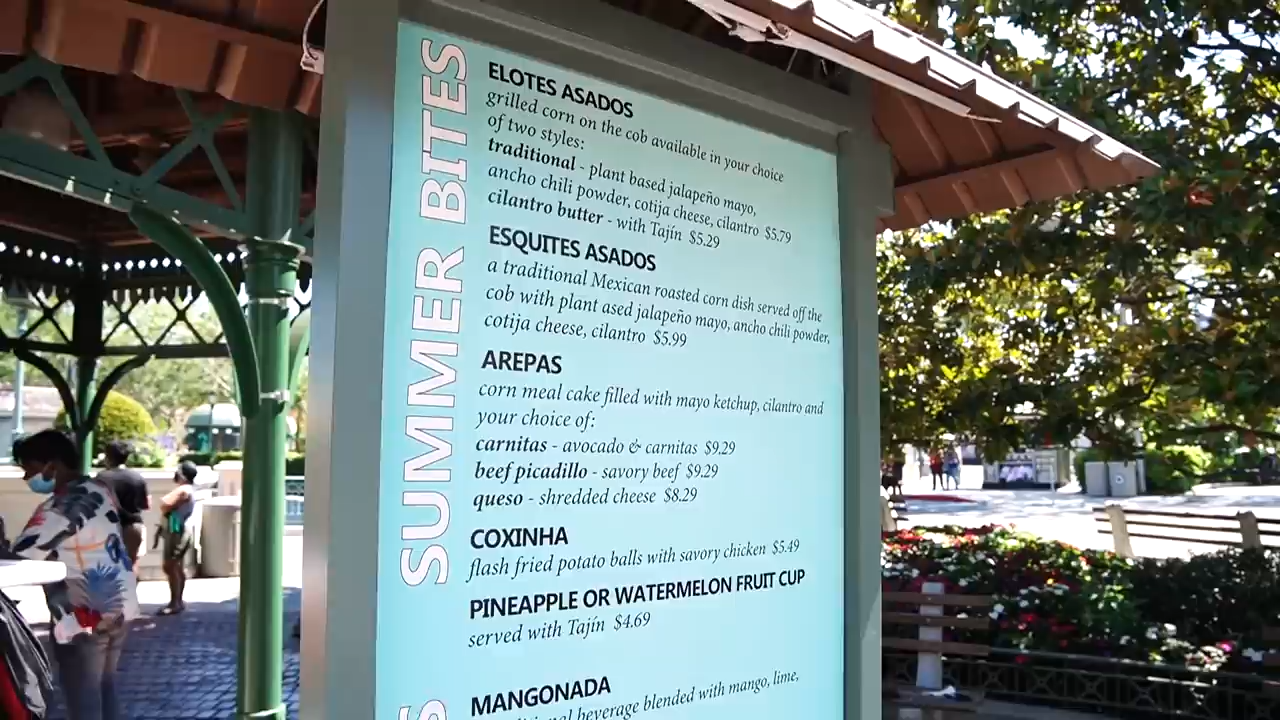 SUMMER BITES
ELOTES ASADOS
grilled corn on the cob available in your choice
of two styles:
traditional - plant based jalapeño mayo,
ancho chili powder, cotija cheese, cilantro $5.79
cilantro butter - with Tajín $5.29
ESQUITES ASADOS
a traditional Mexican roasted corn dish served off the
cob with plant ased jalapeño mayo, ancho chili powder,
cotija cheese, cilantro $5.99
AREPAS
corn meal cake filled with mayo ketchup, cilantro and
your choice of:
carnitas - avocado & carnitas $9.29
beef picadillo - savory beef $9.29
queso - shredded cheese $8.29
COXINHA
flash fried potato balls with savory chicken $5.49
PINEAPPLE OR WATERMELON FRUIT CUP
served with Tajín $4.69
MANGONADA
beverage blended with mango, lime,